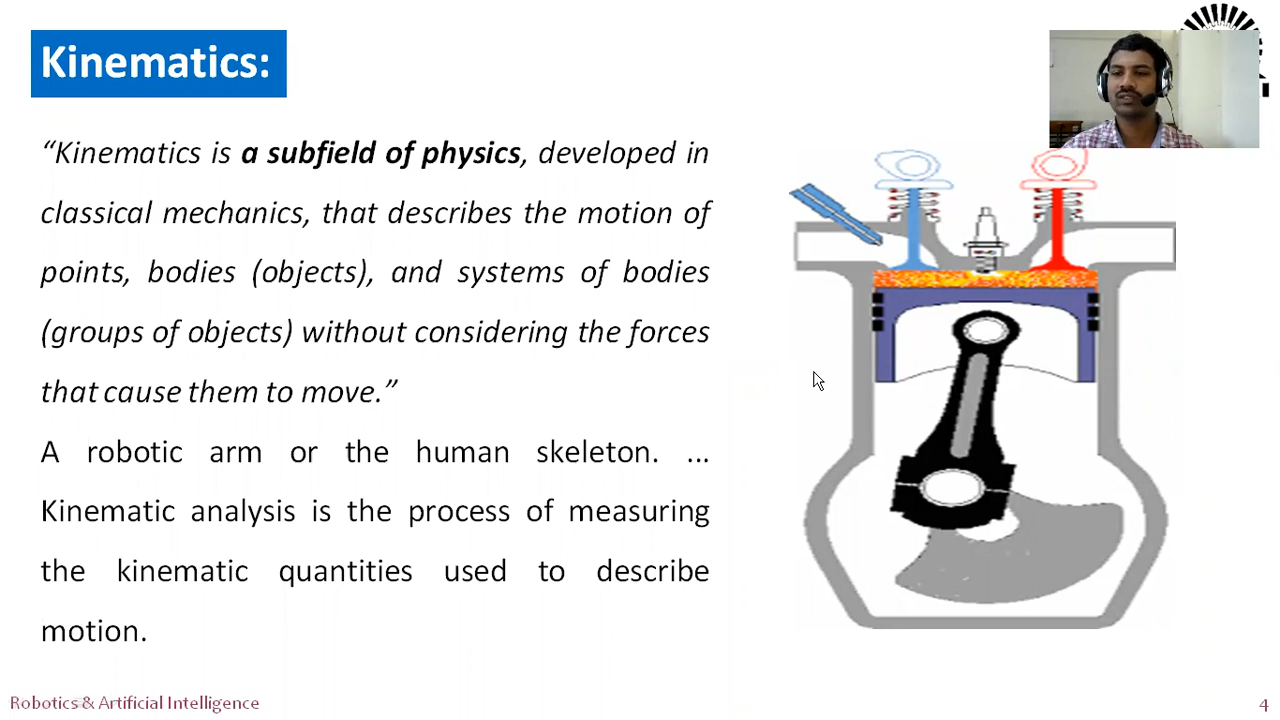 Kinematics:
“Kinematics is a subfield of physics, developed in
classical mechanics, that describes the motion of
points, bodies (objects), and systems of bodies
(groups of objects) without considering the forces
that cause them to move.”
A robotic arm or the human skeleton. ...
Kinematic analysis is the process of measuring
the kinematic quantities used to describe
motion.
Robotics & Artificial Intelligence
4